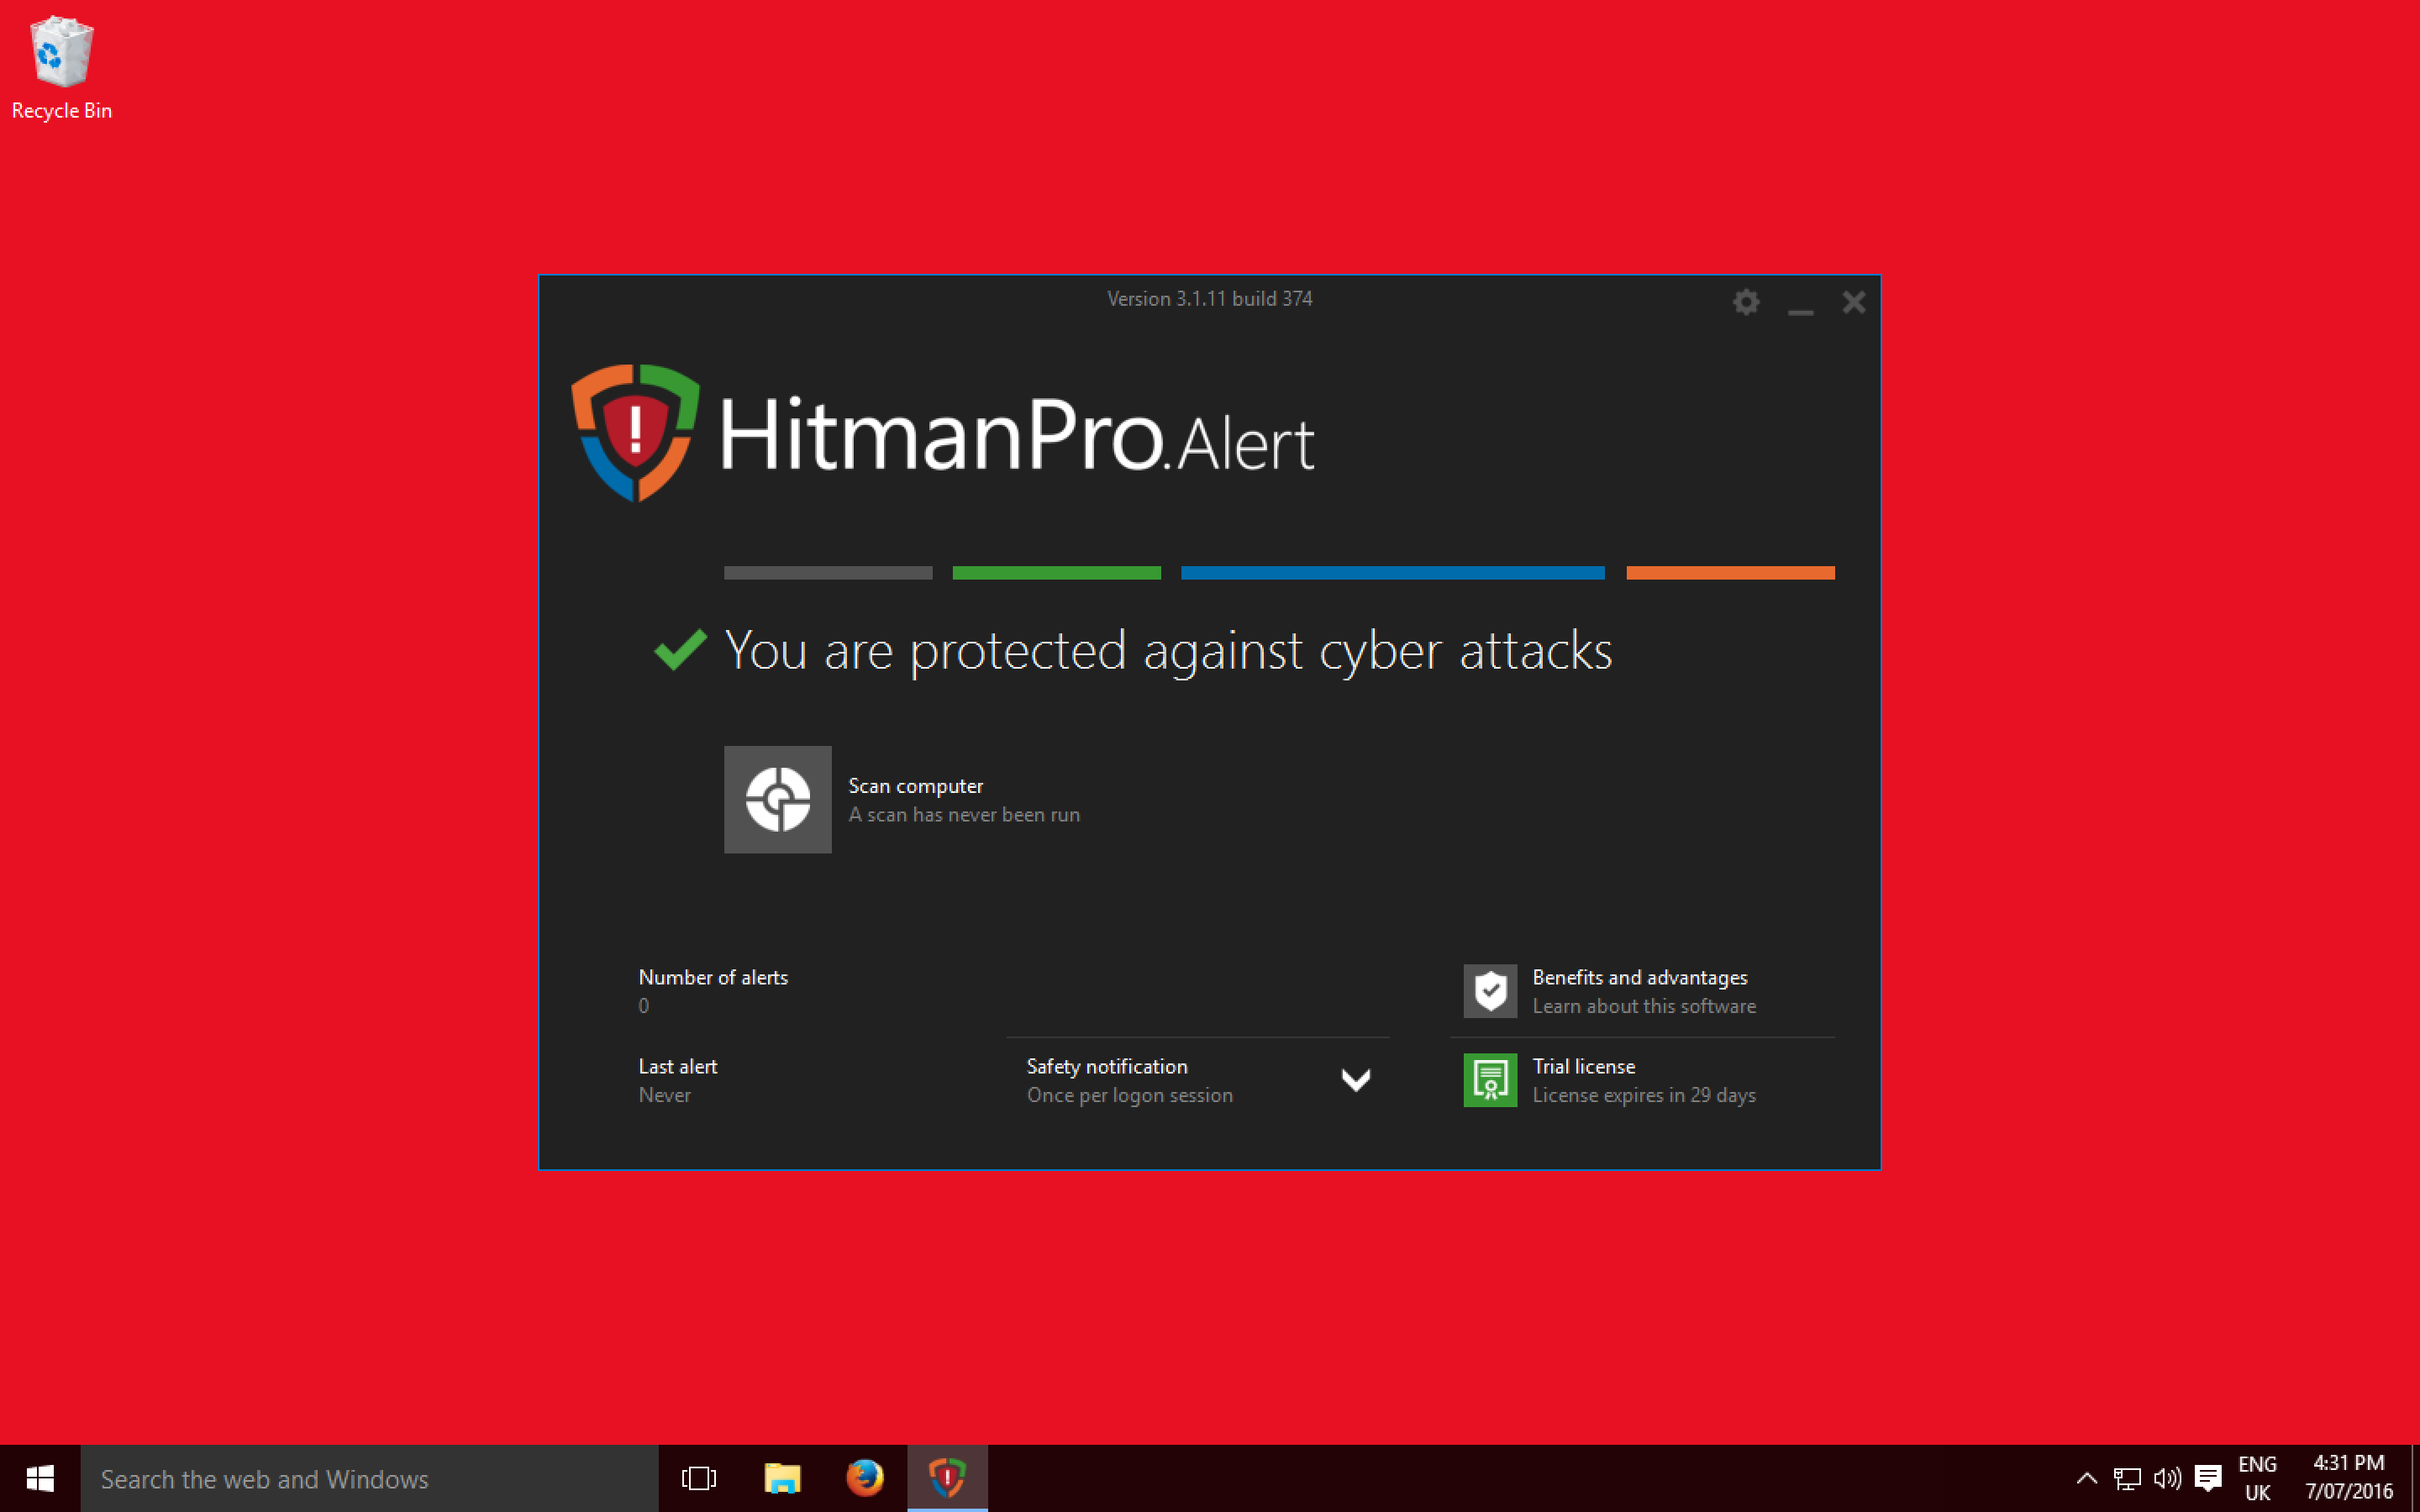 Recycle Bin
Version 3.1.11 build 374
HitmanPro.Alert
You are protected against cyber attacks
Scan computer
A scan has never been run
Number of alerts
0
Benefits and advantages
Learn about this software
Last alert
Never
Safety notification
Once per logon session
Trial license
License expires in 29 days
Search the web and Windows
ENG
UK
4:31 PM
7/07/2016